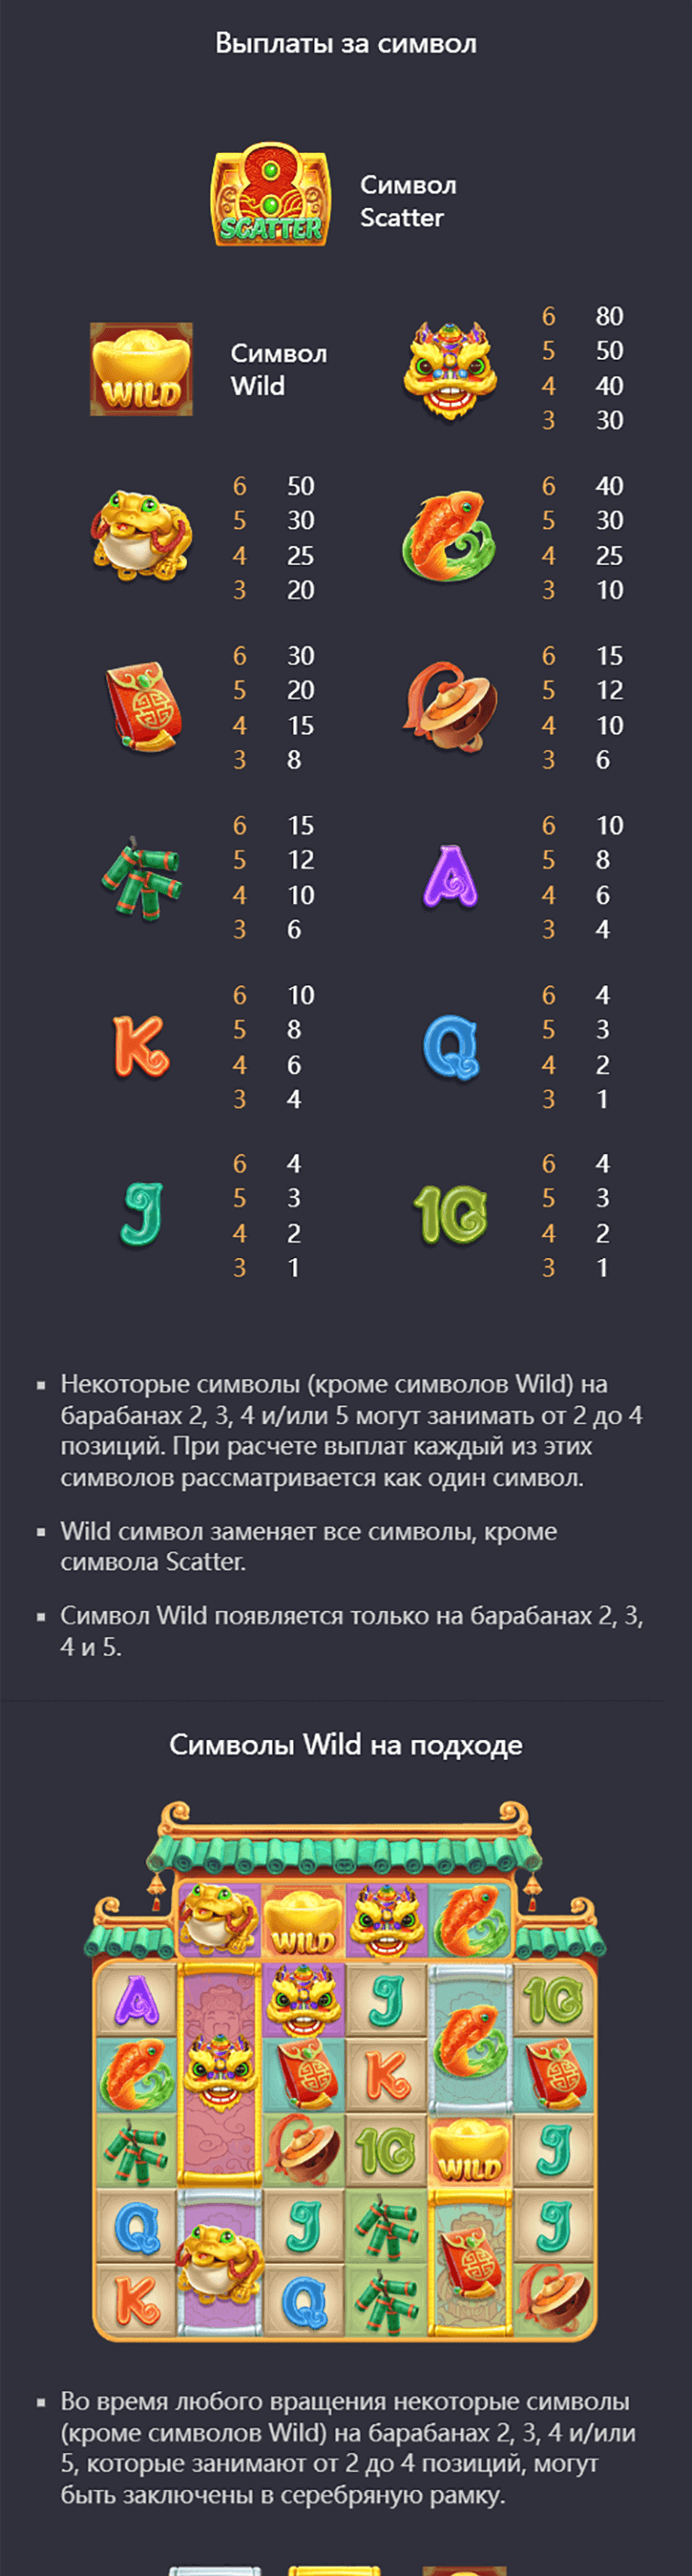 Выплаты за символ
SCATTER
Символ
Scatter
WILD
Символ
Wild
6 80
5 50
4 40
3 30
6 50
5 30
4 25
3 20
6 40
5 30
4 25
3 10
6 30
5 20
4 15
3 8
6 15
5 12
4 10
3 6
6 15
5 12
4 10
3 6
A
6 10
5 8
6 4
4 6
3 4
K
6 10
5 8
4 6
3 4
Q
6 4
5 3
4 2
3 1
J
6 4
5 3
4 2
3 1
10
6 4
5 3
4 2
3 1
Некоторые символы (кроме символов Wild) на
барабанах 2, 3, 4 и/или 5 могут занимать от 2 до 4
позиций. При расчете выплат каждый из этих
символов рассматривается как один символ.
Wild символ заменяет все символы, кроме
символа Scatter.
Символ Wild появляется только на барабанах 2, 3,
4 и 5.
Символы Wild на подходе
WILD
A J 10
K
10 WILD J
Q J J
K Q
Во время любого вращения некоторые символы
(кроме символов Wild) на барабанах 2, 3, 4 и/или
5, которые занимают от 2 до 4 позиций, могут
быть заключены в серебряную рамку.